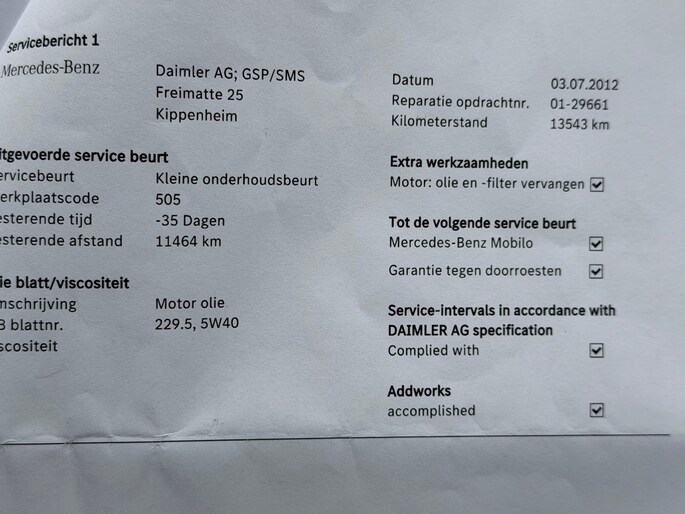 Servicebericht 1
Mercedes-Benz
Daimler AG; GSP/SMS
Freimatte 25
Kippenheim
Datum 03.07.2012
Reparatie opdrachtnr. 01-29661
Kilometerstand 13543 km
itgevoerde service beurt
ervicebeurt Kleine onderhoudsbeurt
erkplaatscode 505
esterende tijd -35 Dagen
esterende afstand 11464 km
ie blatt/viscositeit
mschrijving Motor olie
B blattnr. 229.5, 5W40
scositeit
Extra werkzaamheden
Motor: olie en -filter vervangen ☑
Tot de volgende service beurt
Mercedes-Benz Mobilo ☑
Garantie tegen doorroesten ☑
Service-intervals in accordance with
DAIMLER AG specification
Complied with ☑
Addworks
accomplished ☑